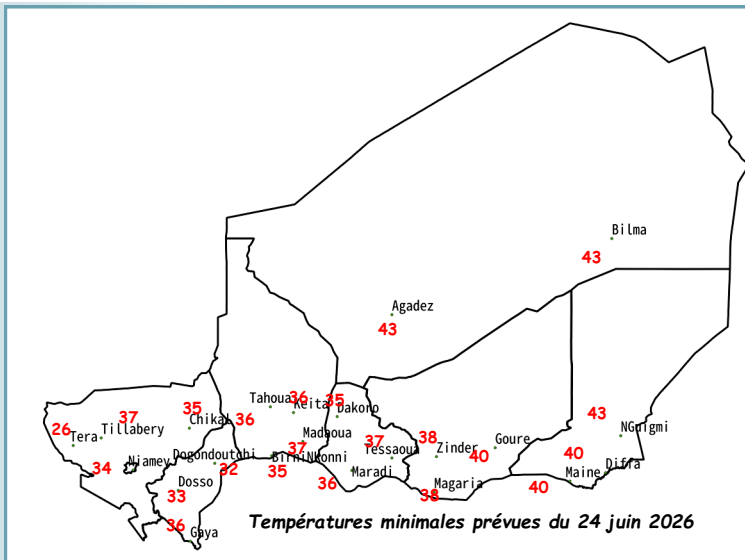 Bilma
43
Agadez
43
Tahoua
36
Keita
35
Dakoro
36
37
35
Chikal
26
Tera
Tillabery
43
NGuigmi
Madaoua
37
37
Tessaoua
38
Zinder
Goure
40
40
34
Niamey
Dogondoutchi
32
BirniNkonni
35
Maradi
36
Maine
Diffa
40
Dosso
33
Magaria
38
36
Gaya
Températures minimales prévues du 24 juin 2026